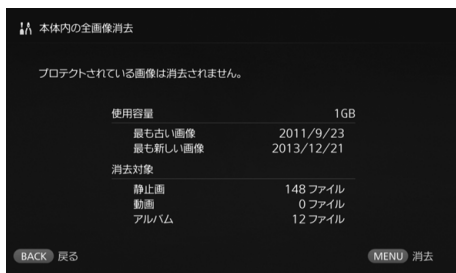 本体内の全画像消去
プロテクトされている画像は消去されません。
使用容量 1GB
最も古い画像 2011/9/23
最も新しい画像 2013/12/21
消去対象
静止画 148 ファイル
動画 0 ファイル
アルバム 12 ファイル
BACK 戻る MENU 消去